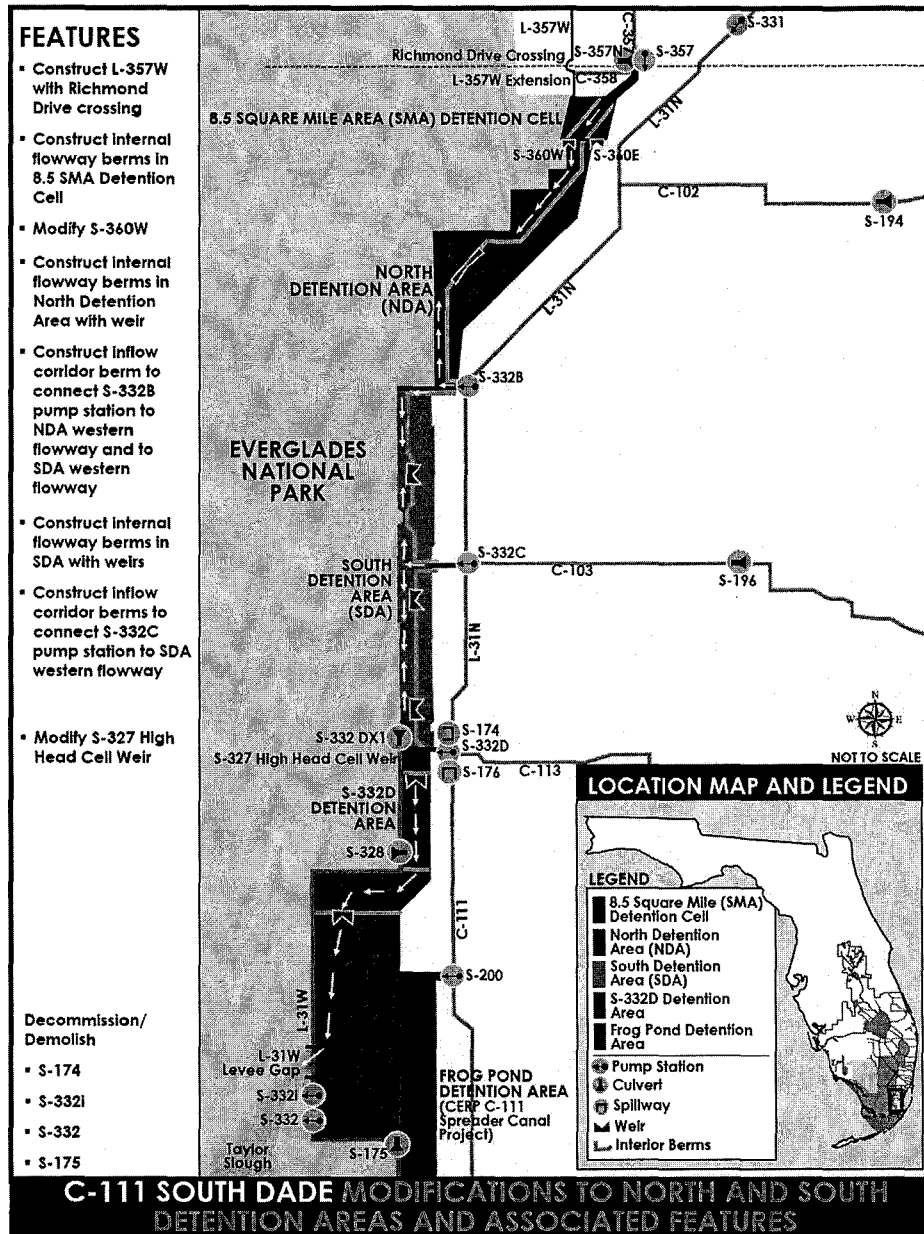 FEATURES
▪ Construct L-357W
with Richmond
Drive crossing
▪ Construct internal
flowway berms in
8.5 SMA Detention
Cell
▪ Modify S-360W
▪ Construct internal
flowway berms in
North Detention
Area with weir
▪ Construct inflow
corridor berm to
connect S-332B
pump station to
NDA western
flowway and to
SDA western
flowway
▪ Construct internal
flowway berms in
SDA with weirs
▪ Construct inflow
corridor berms to
connect S-332C
pump station to SDA
western flowway
▪ Modify S-327 High
Head Cell Weir
Decommission/
Demolish
▪ S-174
▪ S-332i
▪ S-332
▪ S-175
L-357W
C-357
S-331
Richmond Drive Crossing
S-357N
S-357
L-357W Extension
C-358
L-31N
8.5 SQUARE MILE AREA (SMA) DETENTION CELL
S-360W
S-360E
C-102
S-194
NORTH
DETENTION AREA
(NDA)
L-31N
S-332B
EVERGLADES
NATIONAL
PARK
S-332C
C-103
S-196
SOUTH
DETENTION
AREA
(SDA)
L-31N
S-332 DX1
S-174
S-332D
S-327 High Head Cell Weir
S-176
C-113
N
W
E
S
NOT TO SCALE
S-332D
DETENTION
AREA
S-328
C-111
S-200
L-31W
L-31W
Levee Gap
S-332i
S-332
FROG POND
DETENTION AREA
(CERP C-111
Spreader Canal
Project)
Taylor
Slough
S-175
LOCATION MAP AND LEGEND
LEGEND
8.5 Square Mile (SMA)
Detention Cell
North Detention
Area (NDA)
South Detention
Area (SDA)
S-332D Detention
Area
Frog Pond Detention
Area
Pump Station
Culvert
Spillway
Weir
Interior Berms
C-111 SOUTH DADE MODIFICATIONS TO NORTH AND SOUTH
DETENTION AREAS AND ASSOCIATED FEATURES